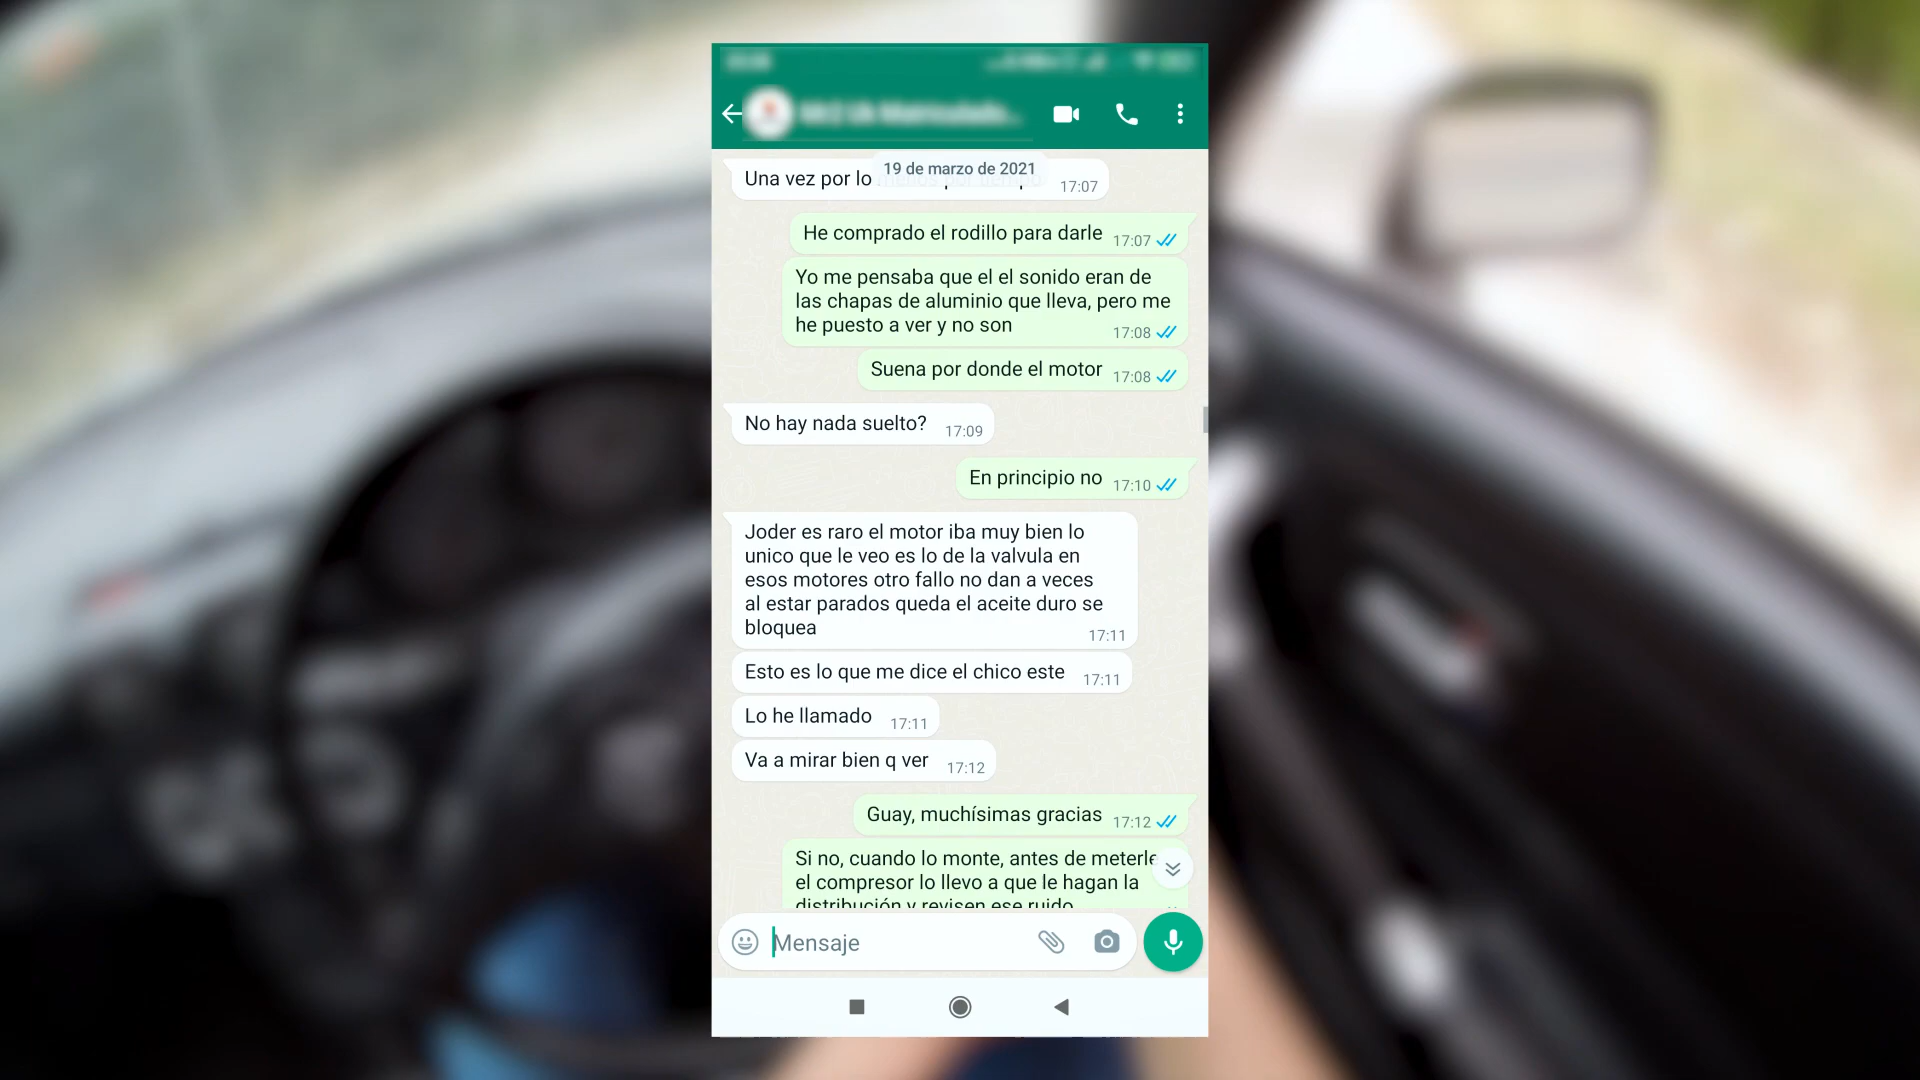 19 de marzo de 2021
Una vez por lo
17:07
He comprado el rodillo para darle
17:07
Yo me pensaba que el el sonido eran de
las chapas de aluminio que lleva, pero me
he puesto a ver y no son
17:08
Suena por donde el motor
17:08
No hay nada suelto?
17:09
En principio no
17:10
Joder es raro el motor iba muy bien lo
unico que le veo es lo de la valvula en
esos motores otro fallo no dan a veces
al estar parados queda el aceite duro se
bloquea
17:11
Esto es lo que me dice el chico este
17:11
Lo he llamado
17:11
Va a mirar bien q ver
17:12
Guay, muchísimas gracias
17:12
Si no, cuando lo monte, antes de meterle
el compresor lo llevo a que le hagan la
distribución y revisen ese ruido
Mensaje